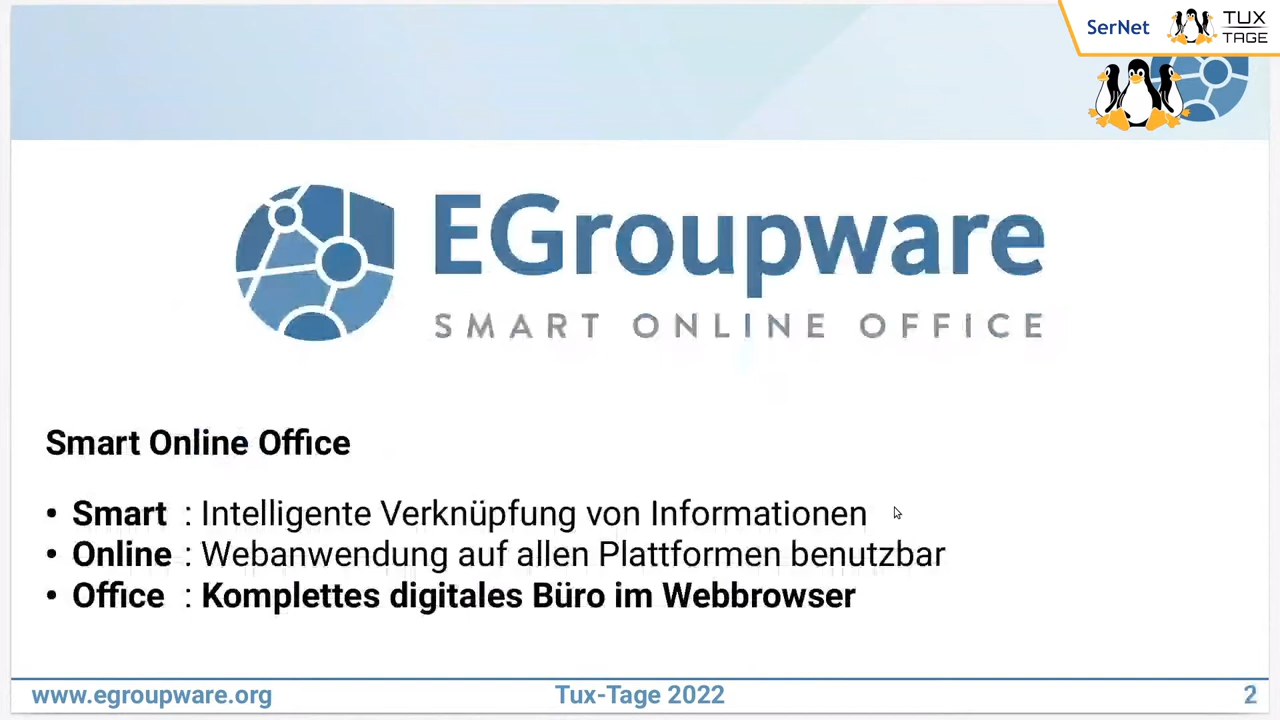 SerNet
TUX
TAGE
EGroupware
SMART ONLINE OFFICE
Smart Online Office
• Smart : Intelligente Verknüpfung von Informationen
• Online : Webanwendung auf allen Plattformen benutzbar
• Office : Komplettes digitales Büro im Webbrowser
www.egroupware.org
Tux-Tage 2022
2